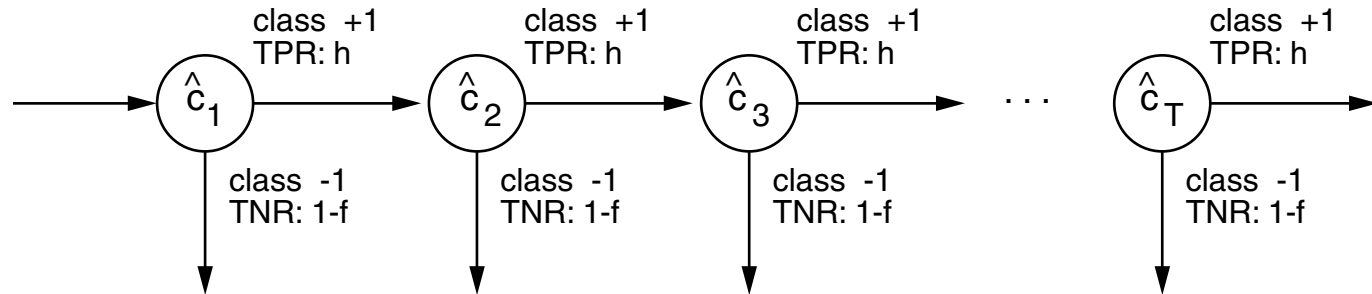 class +1
TPR: h
class +1
TPR: h
class +1
TPR: h
class +1
TPR: h
ĉ1
ĉ2
ĉ3
. . .
ĉT
class -1
TNR: 1-f
class -1
TNR: 1-f
class -1
TNR: 1-f
class -1
TNR: 1-f